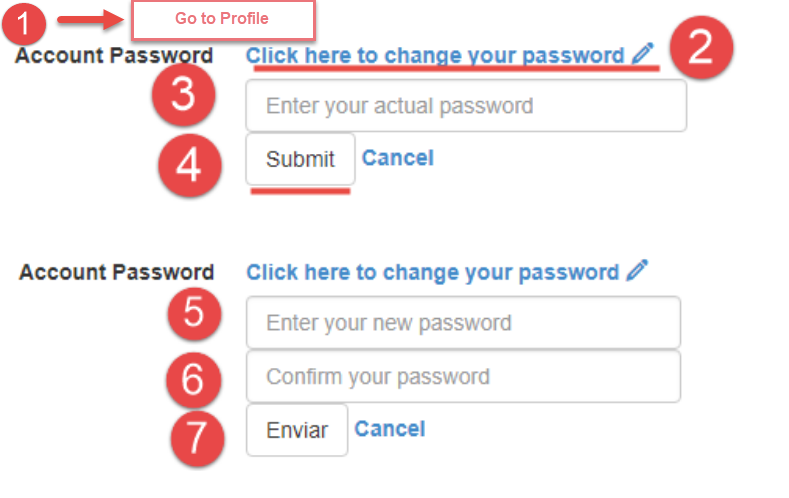 1 Go to Profile
Account Password Click here to change your password 2
3 Enter your actual password
4 Submit Cancel
Account Password Click here to change your password
5 Enter your new password
6 Confirm your password
7 Enviar Cancel